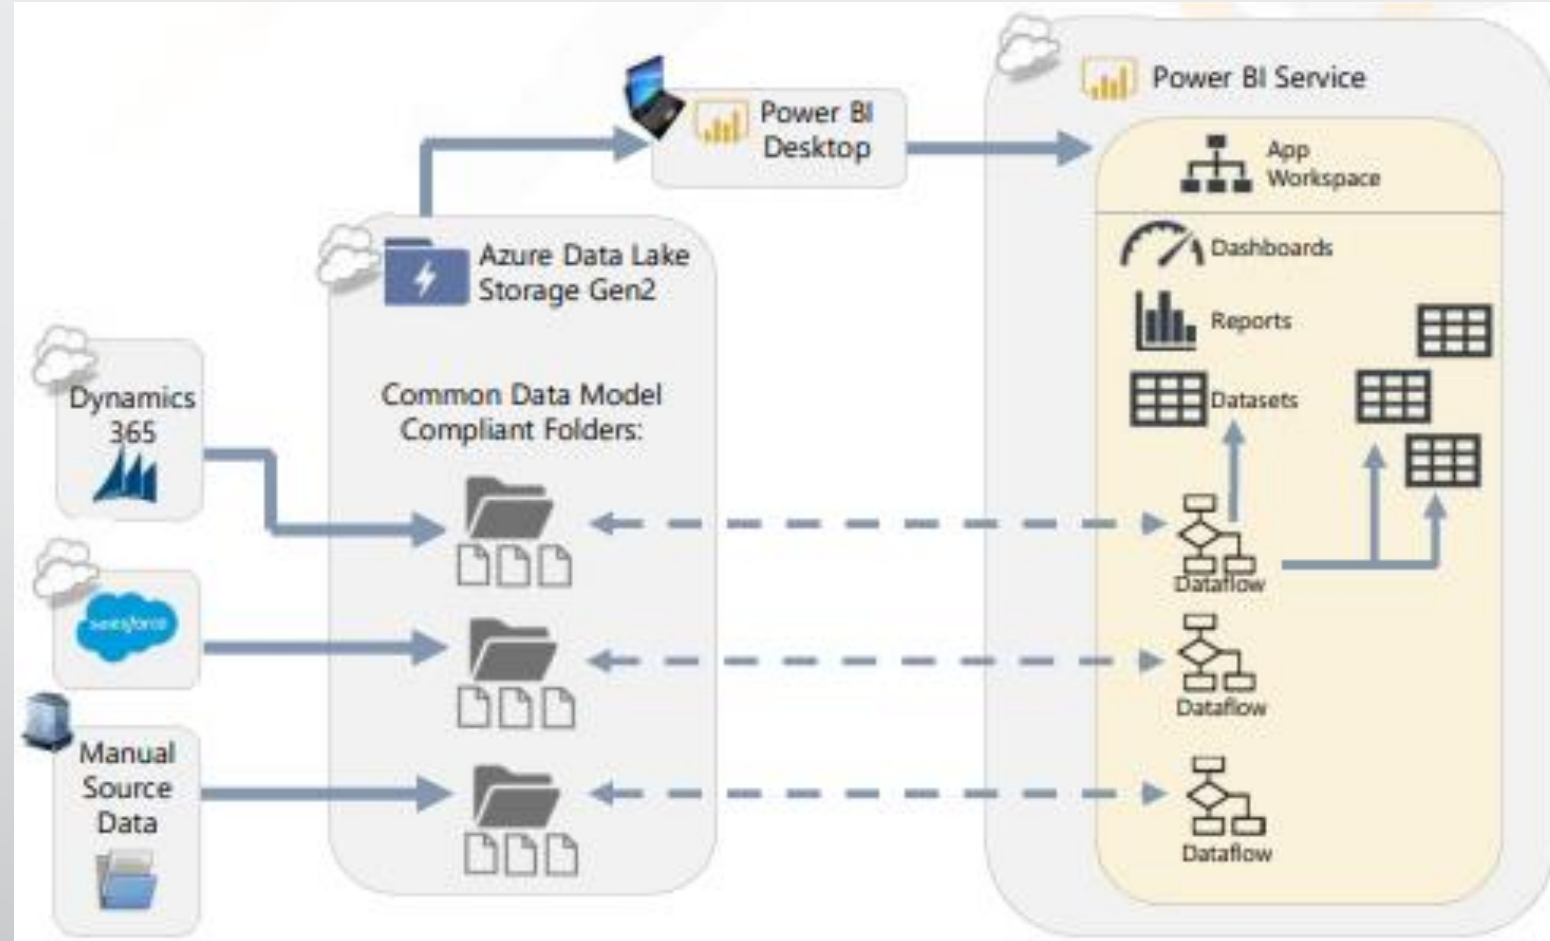 Power BI Service
Power BI
Desktop
App
Workspace
Azure Data Lake
Storage Gen2
Dashboards
Reports
Dynamics
365
Common Data Model
Compliant Folders:
Datasets
Dataflow
salesforce
Dataflow
Manual
Source
Data
Dataflow